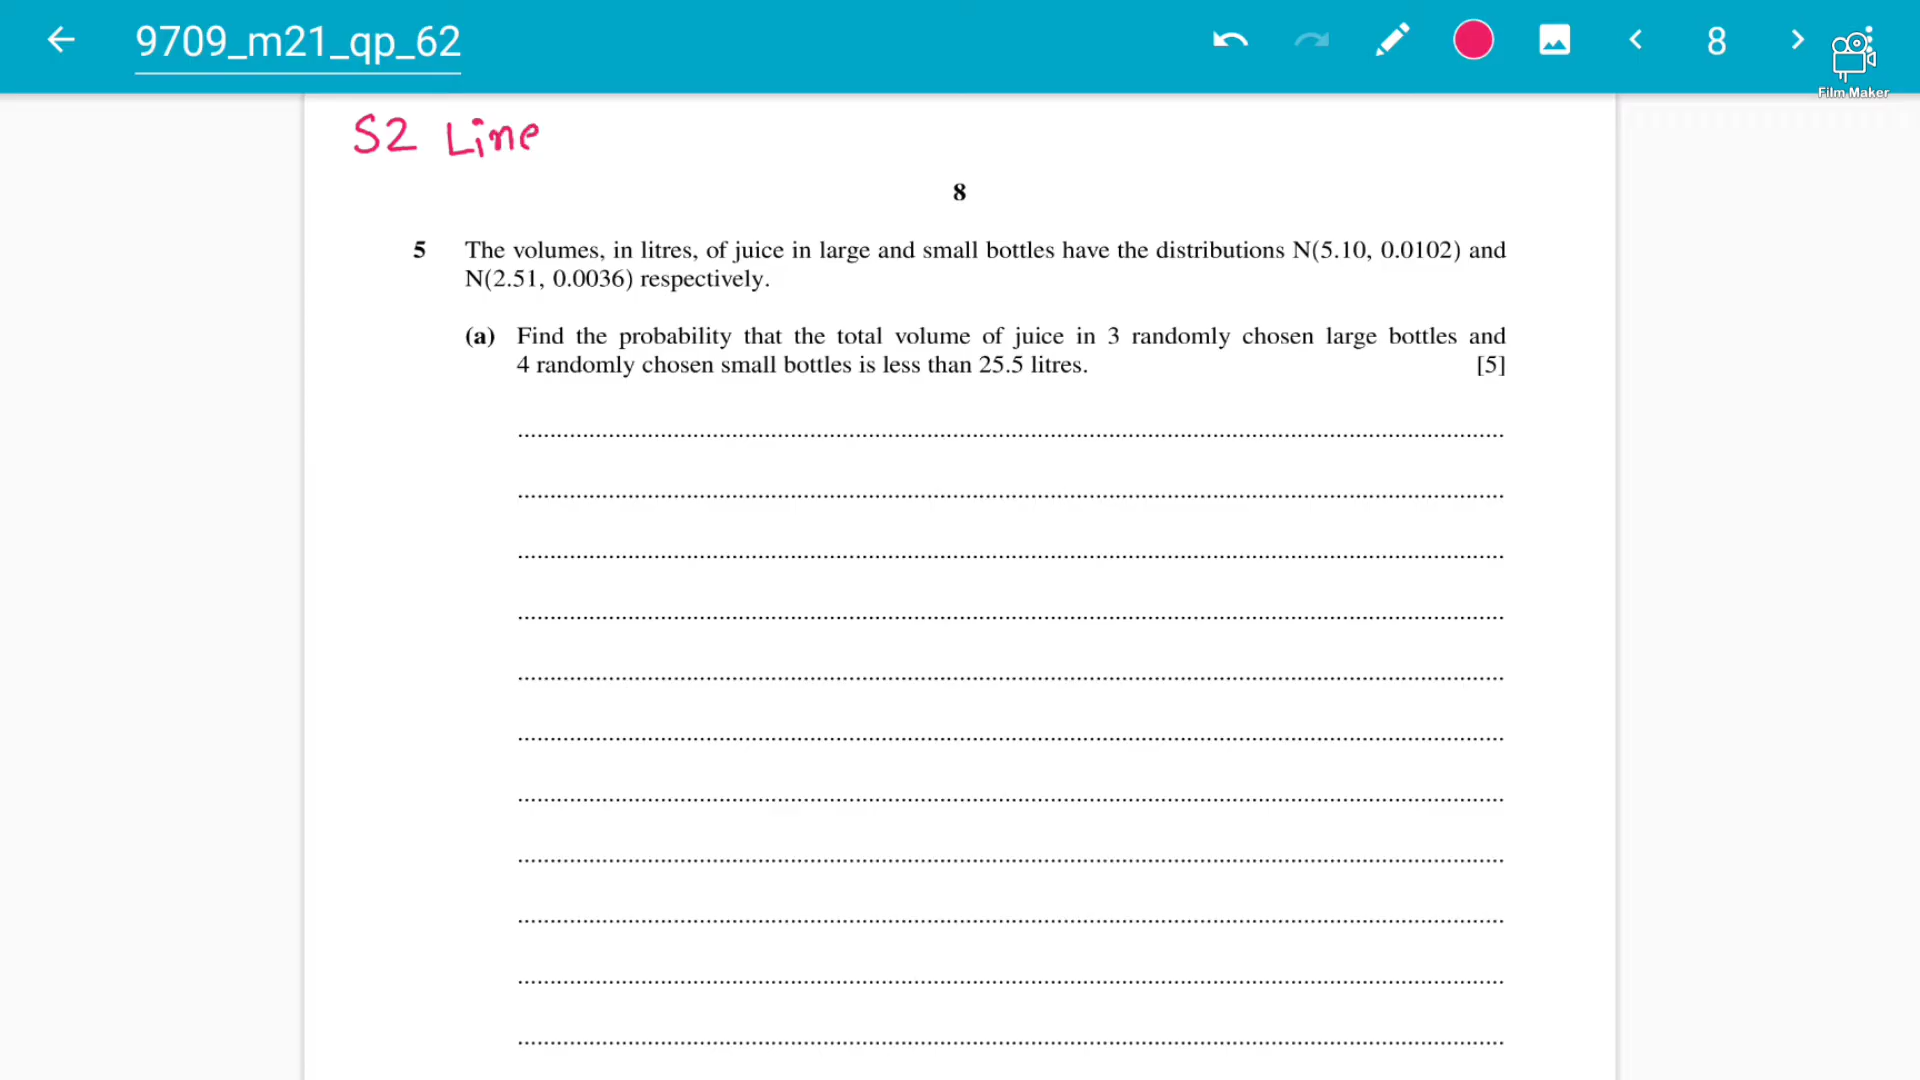 9709_m21_qp_62
8
Film Maker
S2 Line
8
5 The volumes, in litres, of juice in large and small bottles have the distributions N(5.10, 0.0102) and
N(2.51, 0.0036) respectively.
(a) Find the probability that the total volume of juice in 3 randomly chosen large bottles and
4 randomly chosen small bottles is less than 25.5 litres. [5]